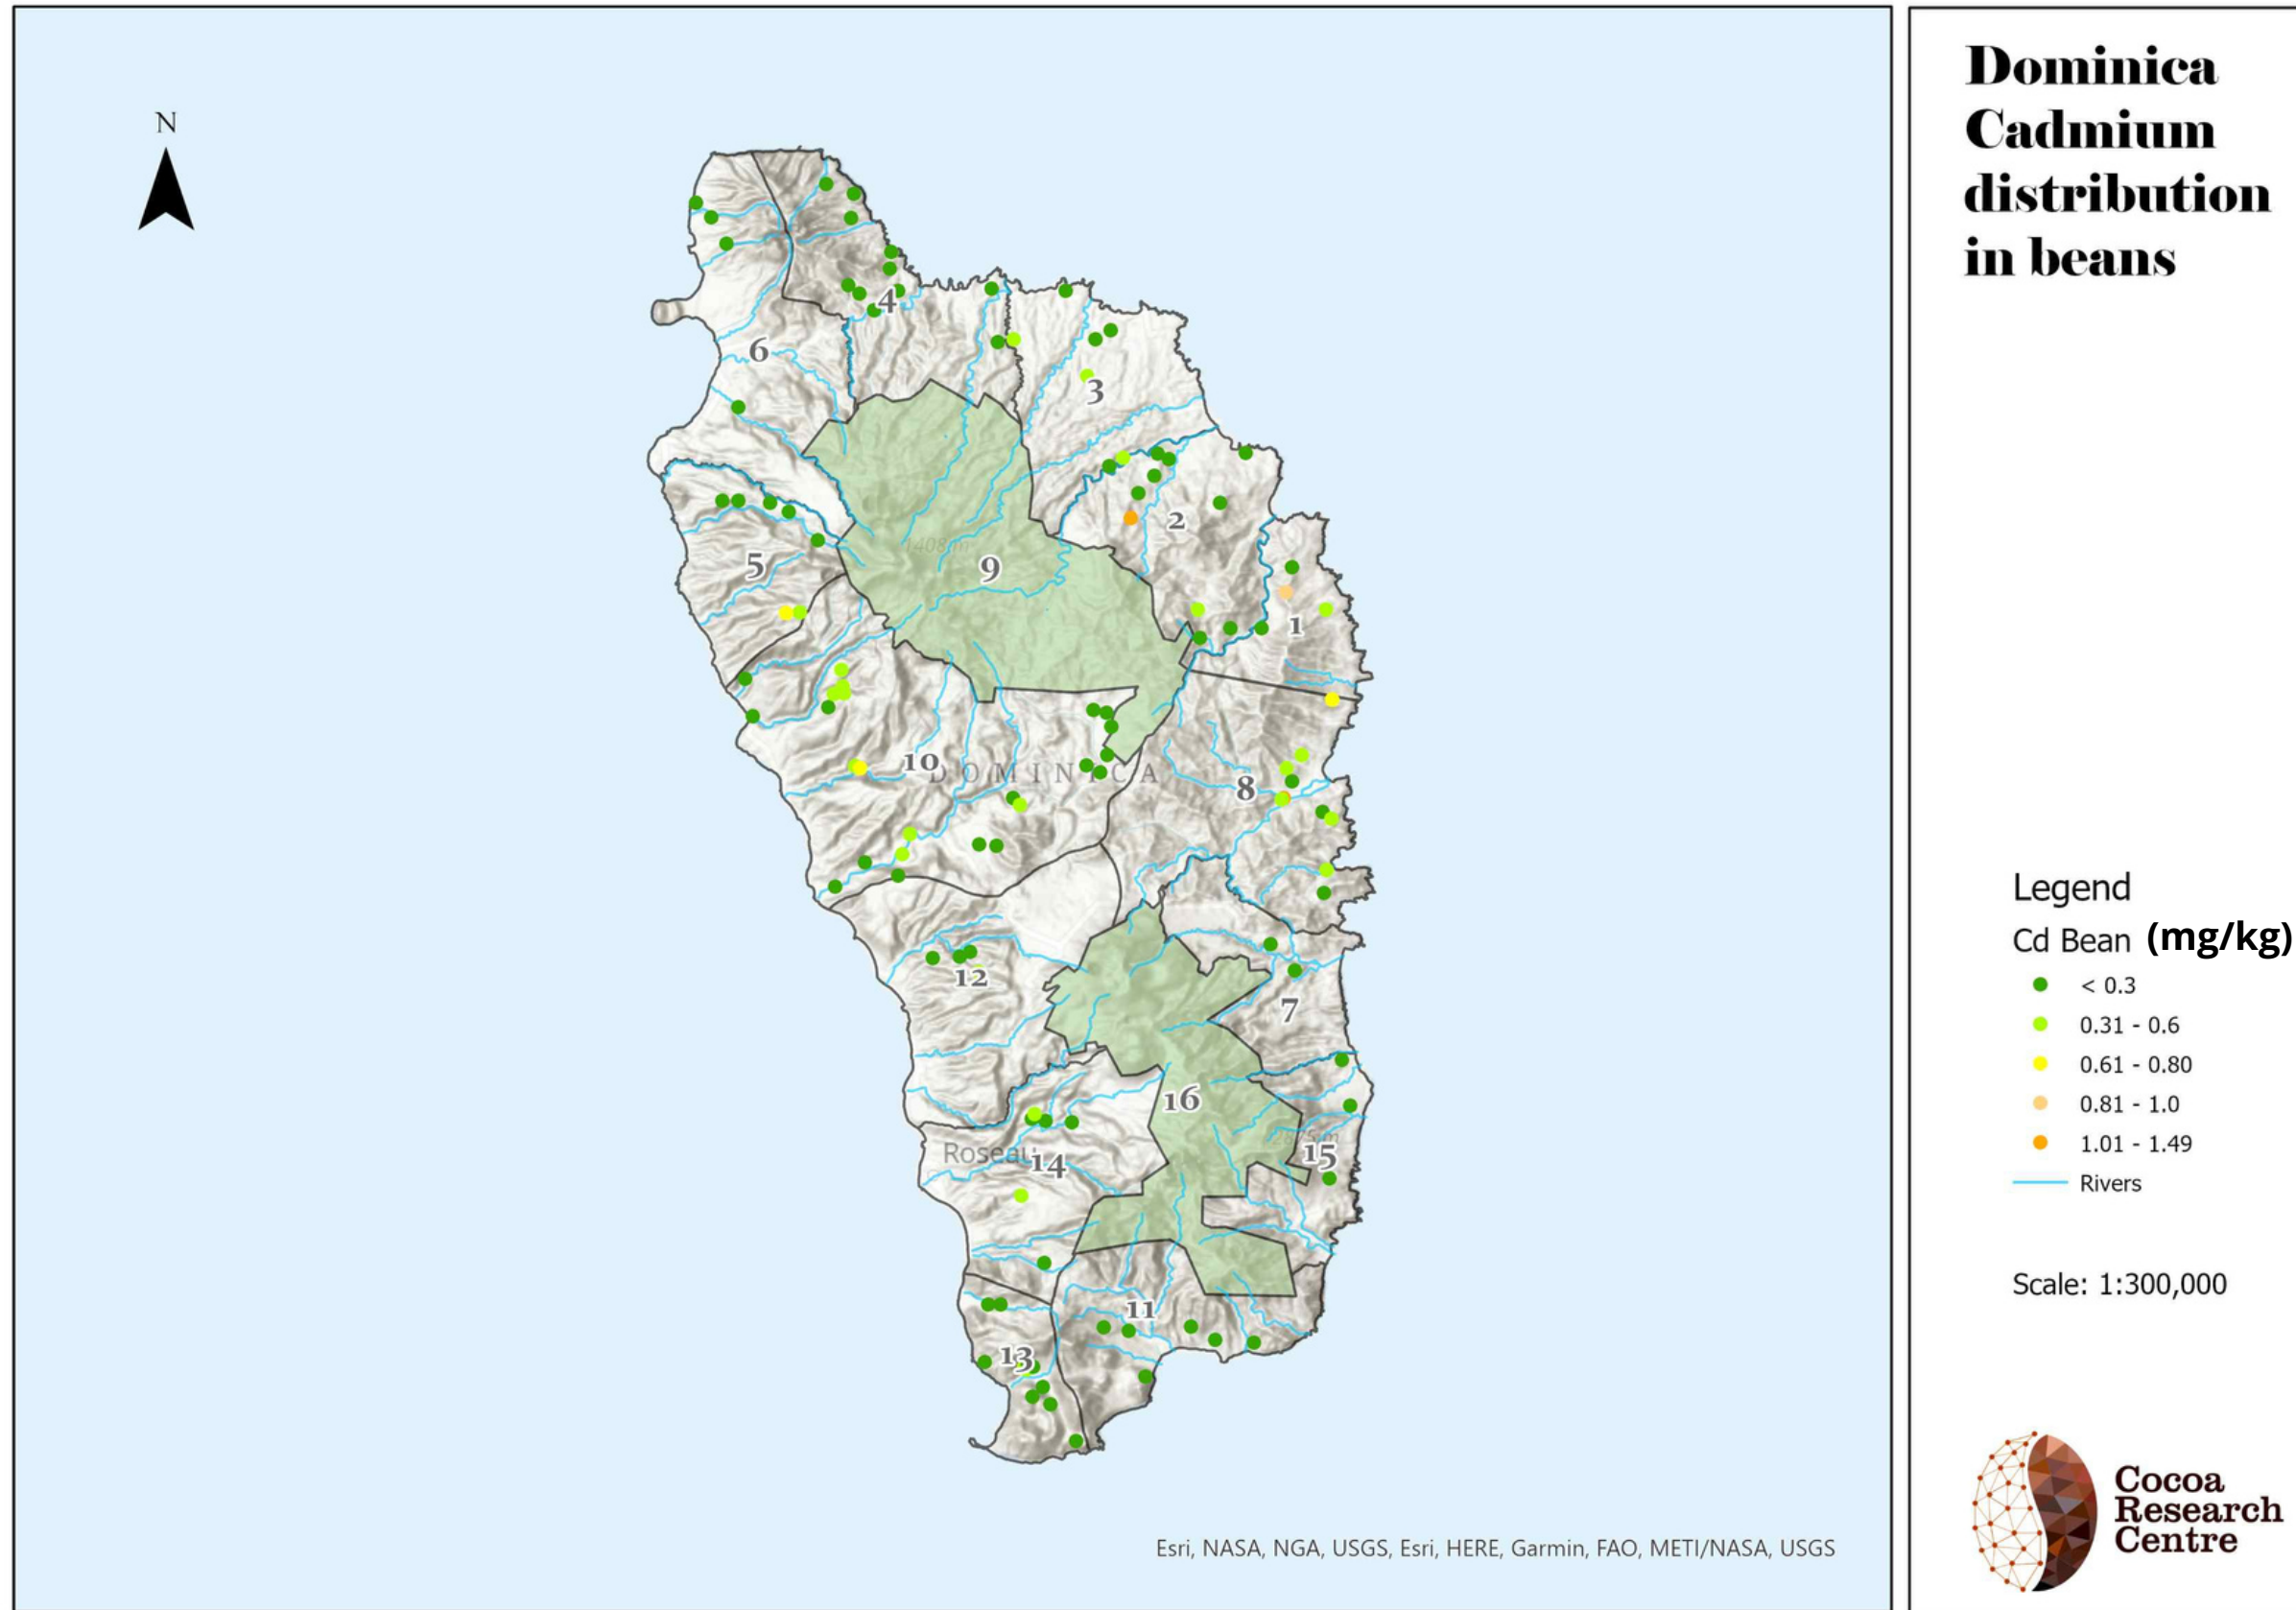 Dominica
Cadmium
distribution
in beans
N
4
6
3
2
5
9
1
10
DOMINICA
8
12
7
16
15
Roseau
14
11
13
Legend
Cd Bean (mg/kg)
< 0.3
0.31 - 0.6
0.61 - 0.80
0.81 - 1.0
1.01 - 1.49
Rivers
Scale: 1:300,000
Cocoa
Research
Centre
Esri, NASA, NGA, USGS, Esri, HERE, Garmin, FAO, METI/NASA, USGS